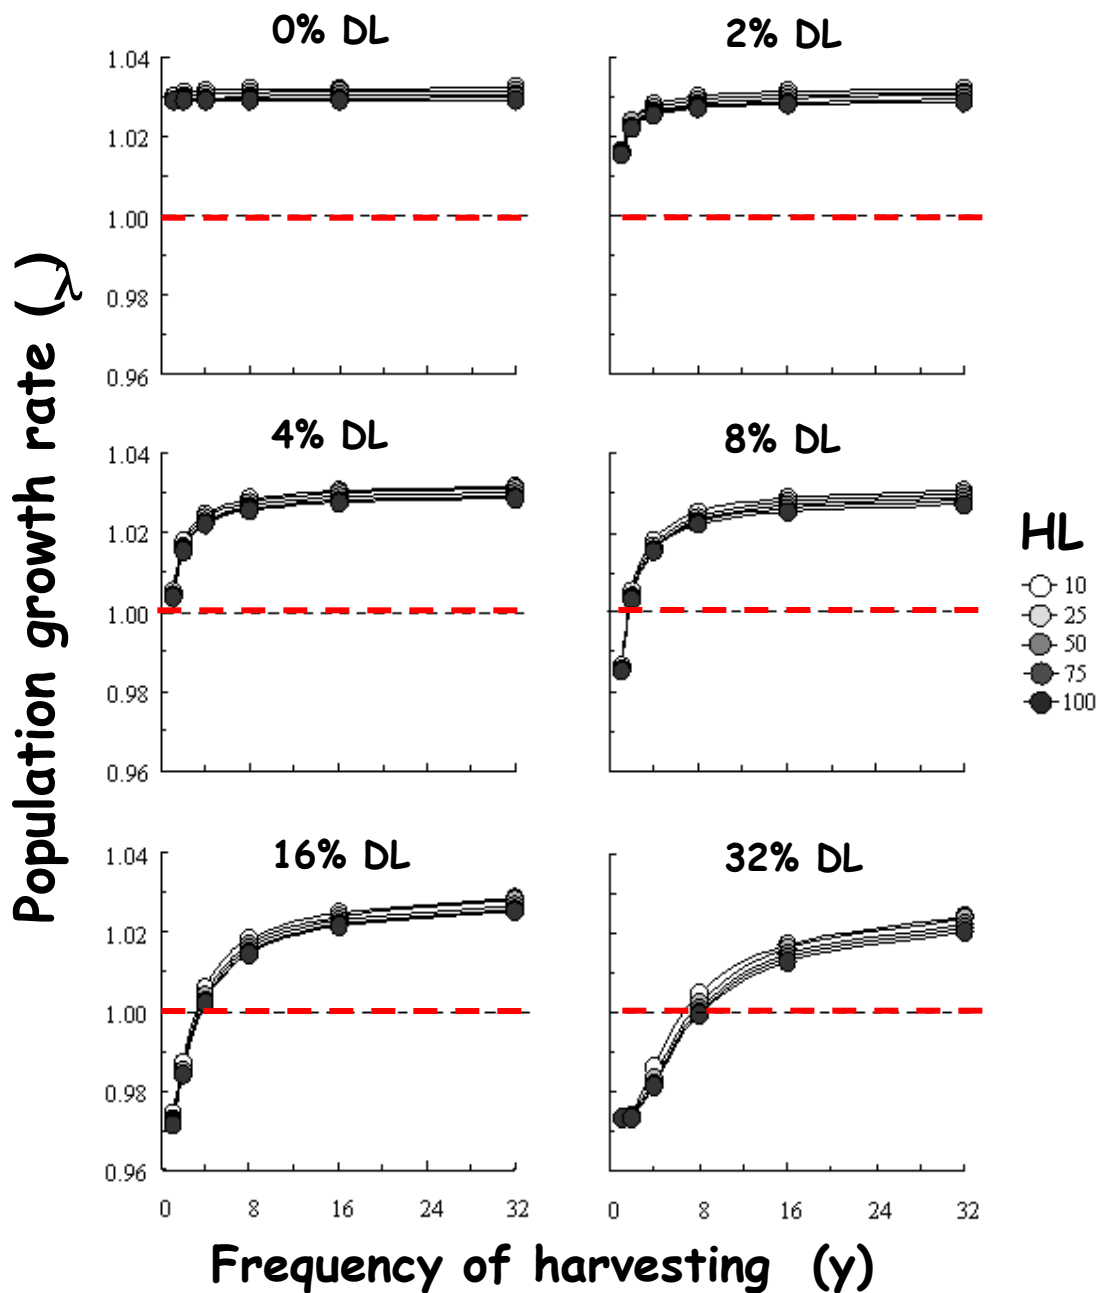 0% DL
2% DL
1.04
1.02
1.00
0.98
0.96
4% DL
8% DL
1.04
1.02
1.00
0.98
0.96
16% DL
32% DL
1.04
1.02
1.00
0.98
0.96
0 8 16 24 32
0 8 16 24 32
Population growth rate (λ)
Frequency of harvesting (y)
HL
10
25
50
75
100